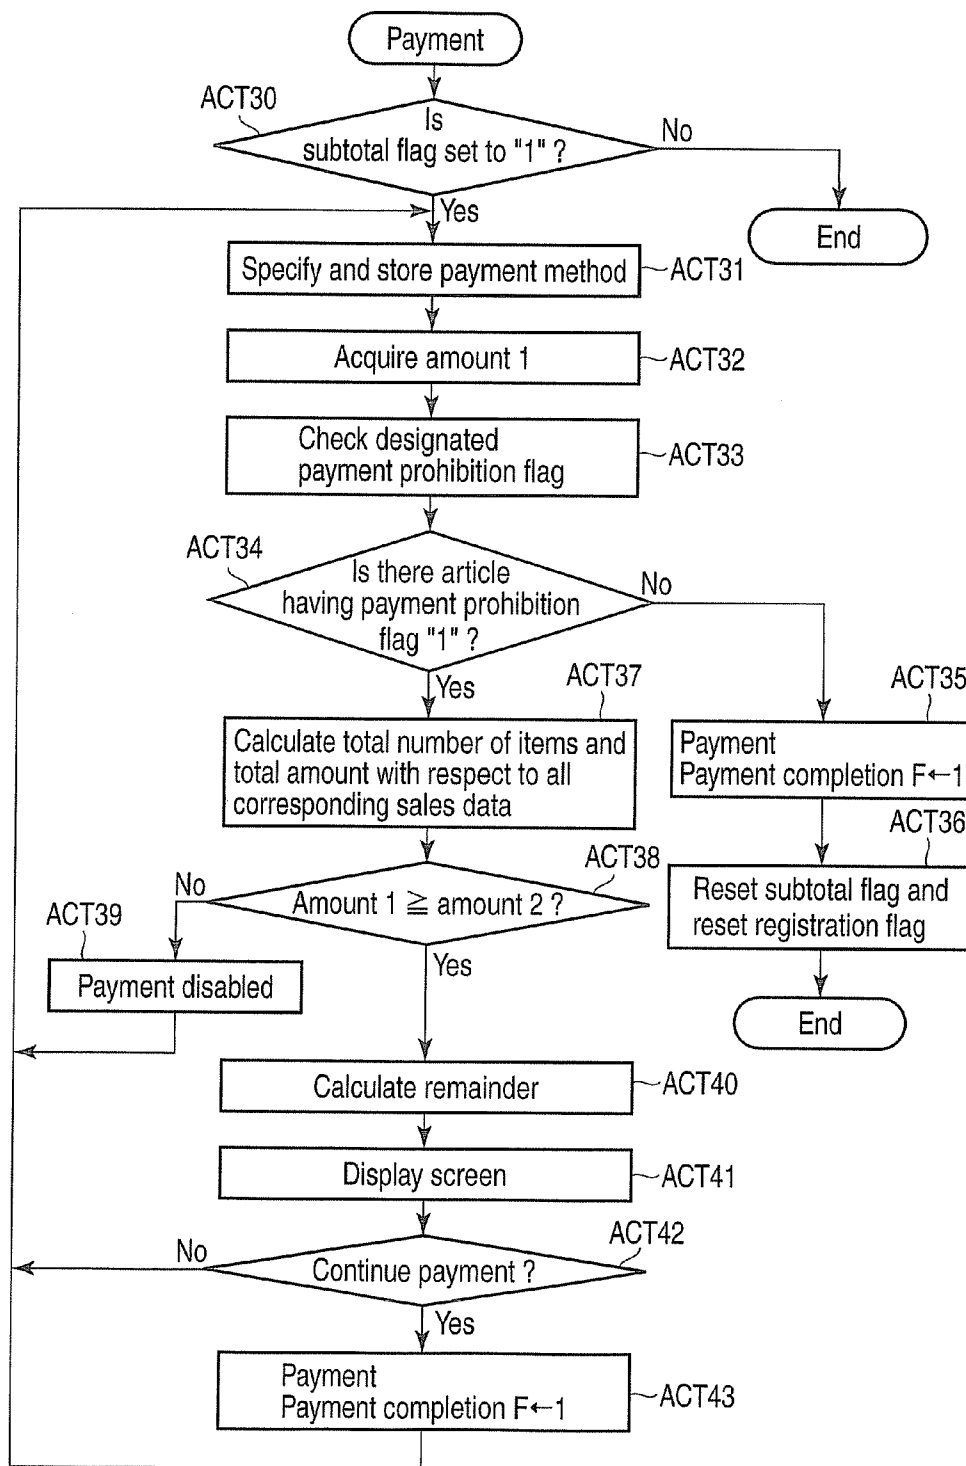 Payment
ACT30
Is
subtotal flag set to "1" ?
No
End
Yes
Specify and store payment method
ACT31
Acquire amount 1
ACT32
Check designated
payment prohibition flag
ACT33
ACT34
Is there article
having payment prohibition
flag "1" ?
No
Yes
ACT37
Calculate total number of items and
total amount with respect to all
corresponding sales data
ACT35
Payment
Payment completion F←1
ACT36
Reset subtotal flag and
reset registration flag
End
ACT38
Amount 1 ≧ amount 2 ?
No
ACT39
Payment disabled
Yes
Calculate remainder
ACT40
Display screen
ACT41
ACT42
Continue payment ?
No
Yes
Payment
Payment completion F←1
ACT43